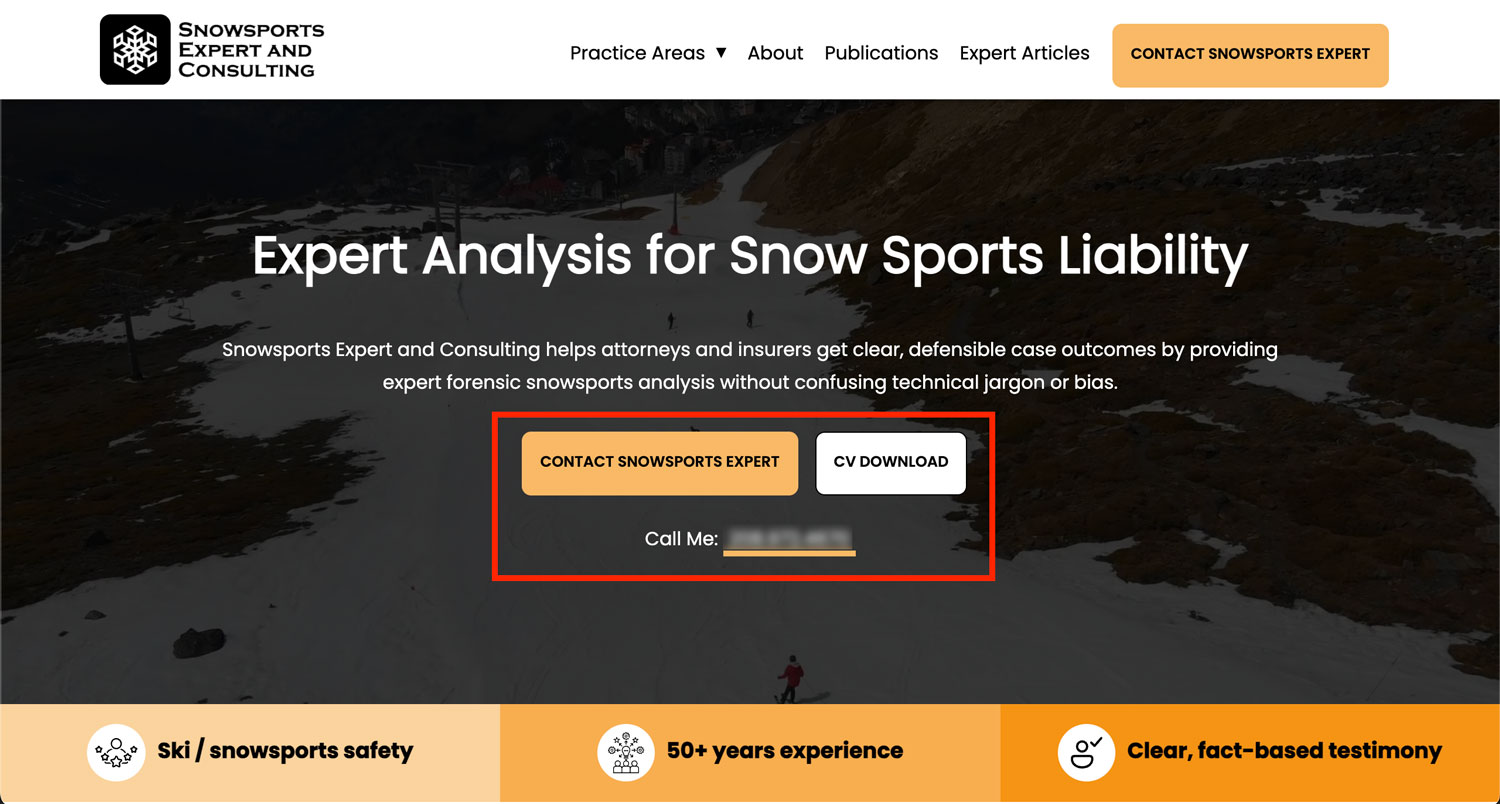 SNOWSPORTS
EXPERT AND
CONSULTING
Practice Areas ▼ About Publications Expert Articles CONTACT SNOWSPORTS EXPERT
Expert Analysis for Snow Sports Liability
Snowsports Expert and Consulting helps attorneys and insurers get clear, defensible case outcomes by providing
expert forensic snowsports analysis without confusing technical jargon or bias.
CONTACT SNOWSPORTS EXPERT CV DOWNLOAD
Call Me:
Ski / snowsports safety 50+ years experience Clear, fact-based testimony